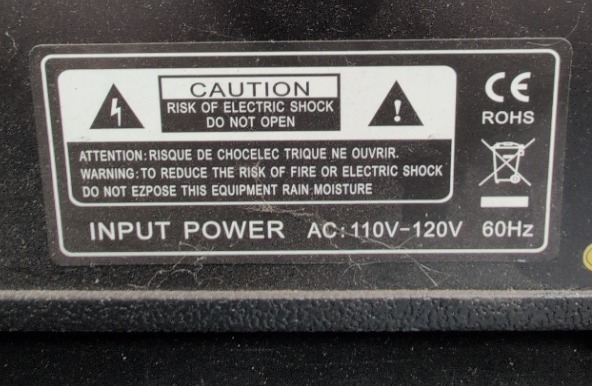 CAUTION
RISK OF ELECTRIC SHOCK
DO NOT OPEN
ATTENTION: RISQUE DE CHOCELEC TRIQUE NE OUVRIR.
WARNING: TO REDUCE THE RISK OF FIRE OR ELECTRIC SHOCK
DO NOT EZPOSE THIS EQUIPMENT RAIN MOISTURE
CE
ROHS
INPUT POWER AC: 110V-120V 60Hz